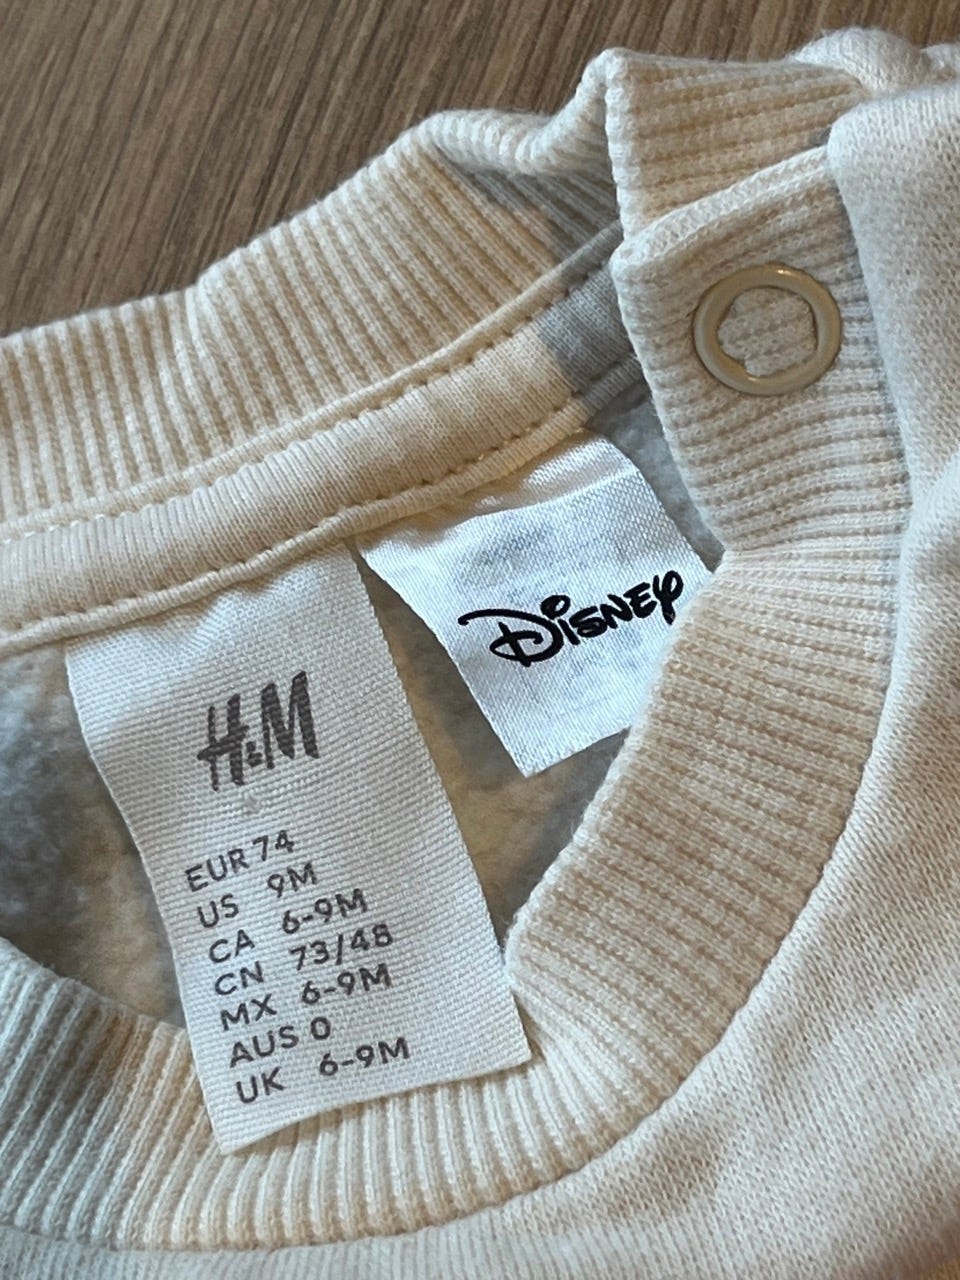 H&M
EUR 74
US 9M
CA 6-9M
CN 73/48
MX 6-9M
AUS 0
UK 6-9M
Disney